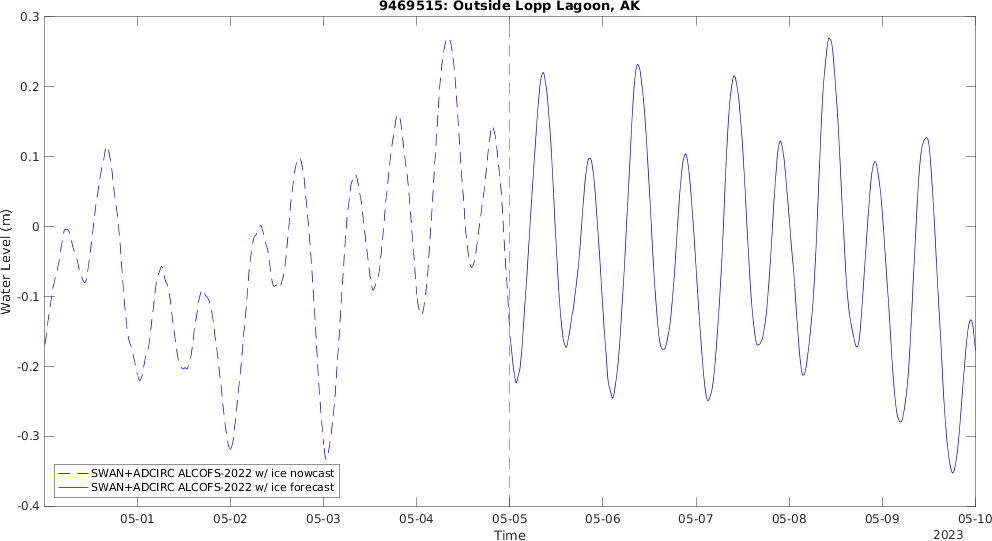 9469515: Outside Lopp Lagoon, AK
0.3
0.2
0.1
0
-0.1
-0.2
-0.3
-0.4
Water Level (m)
SWAN+ADCIRC ALCOFS-2022 w/ ice nowcast
SWAN+ADCIRC ALCOFS-2022 w/ ice forecast
05-01 05-02 05-03 05-04 05-05 05-06 05-07 05-08 05-09 05-10
Time
2023